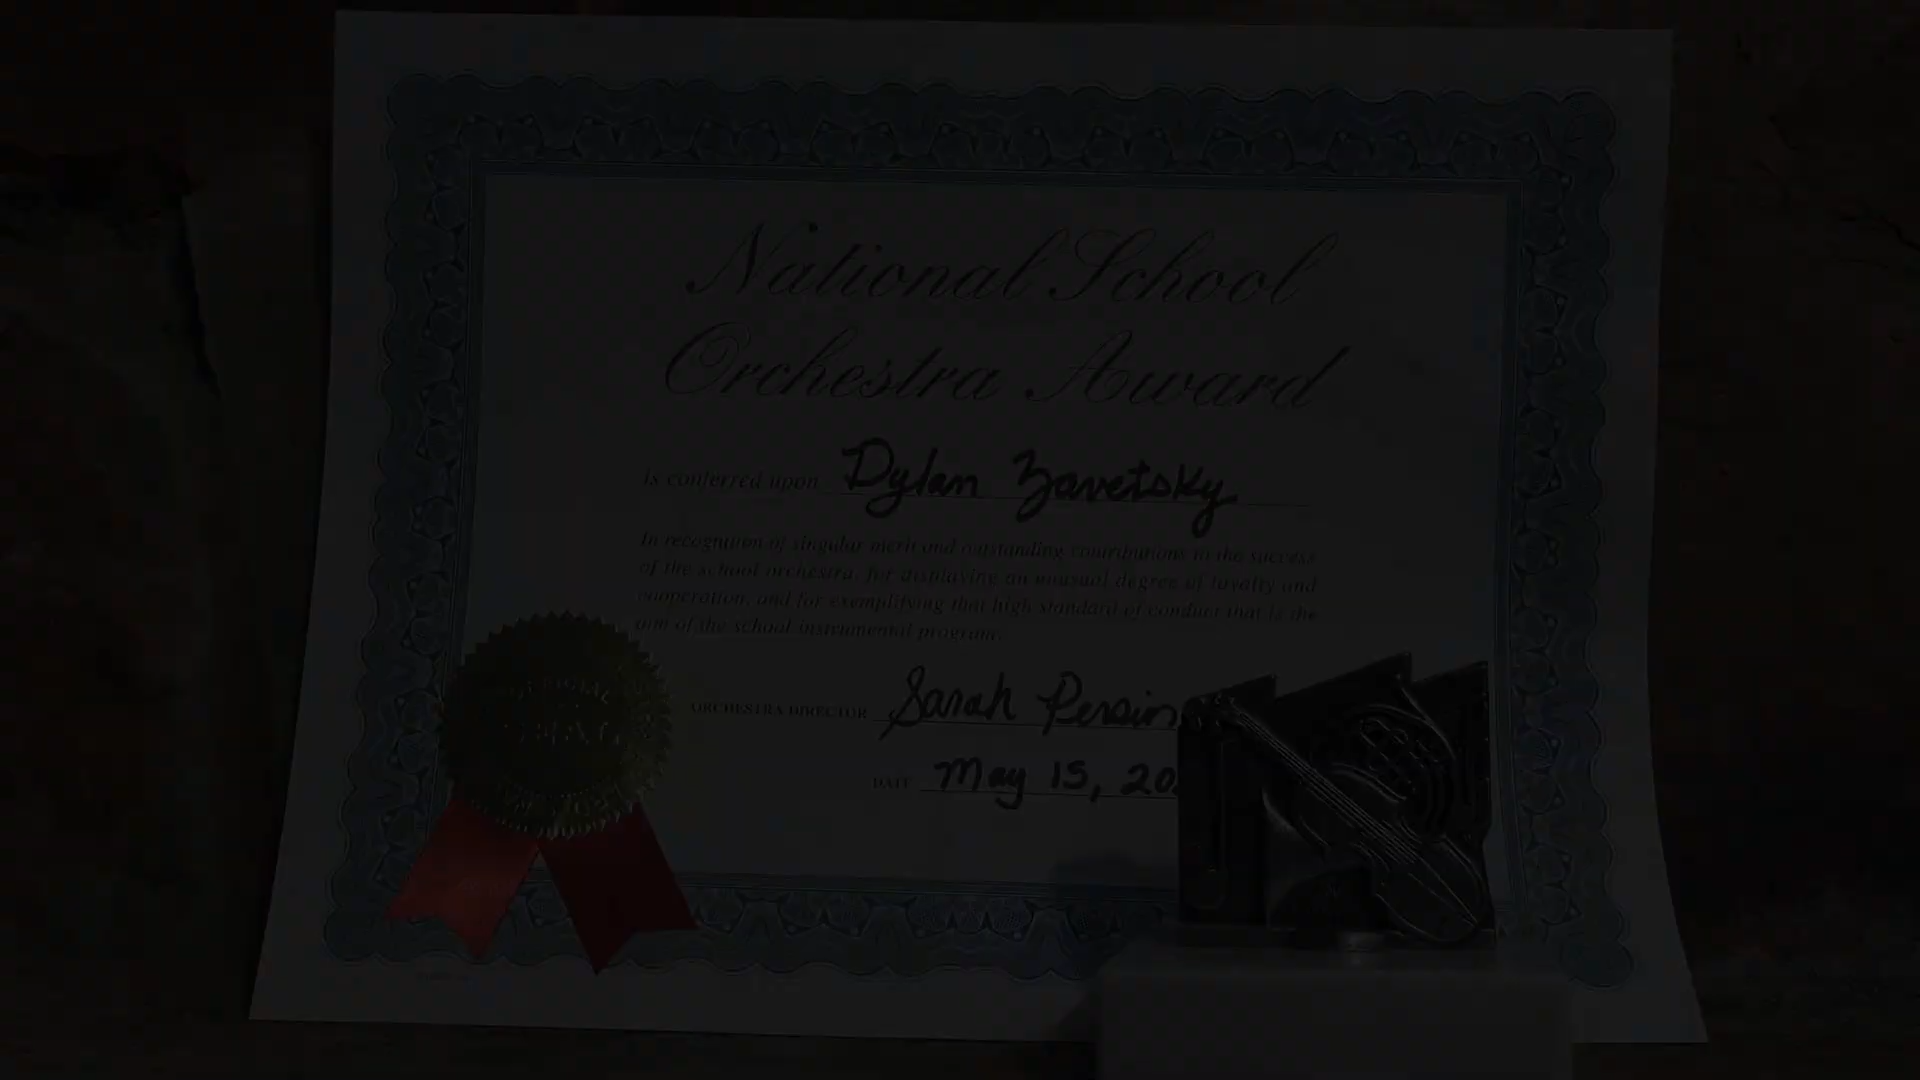 National School
Orchestra Award
is conferred upon Dylan Zavetsky
In recognition of singular merit and outstanding contributions to the success
of the school orchestra, for displaying an unusual degree of loyalty and
cooperation, and for exemplifying that high standard of conduct that is the
aim of the school instrumental program.
ORCHESTRA DIRECTOR Sarah
DATE May 15, 20
OFFICIAL